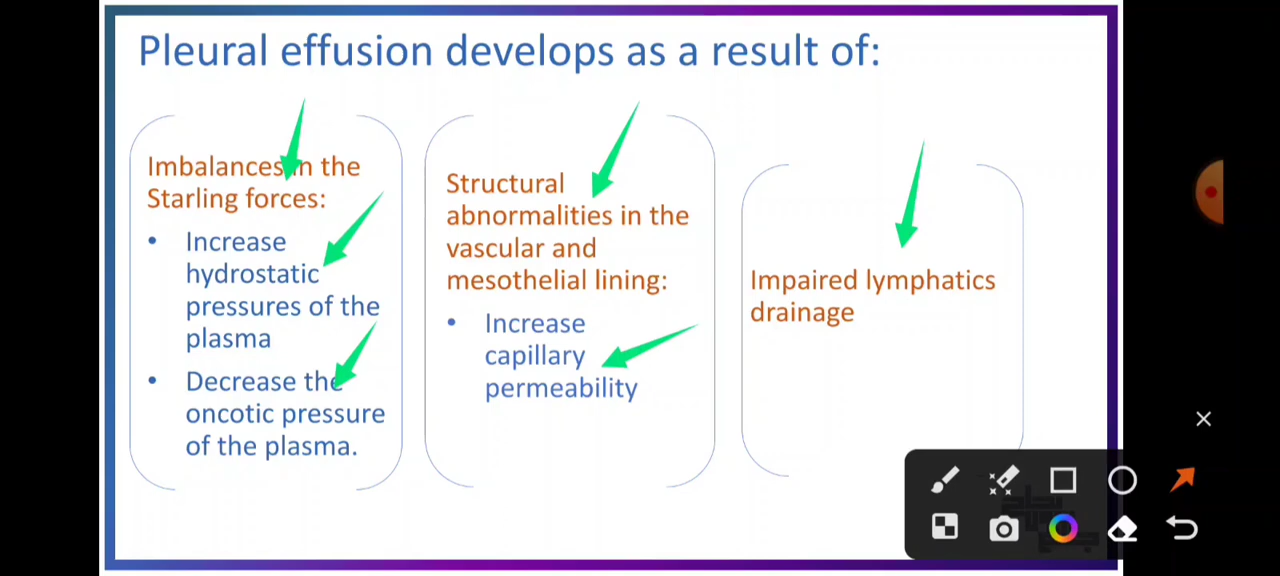 Pleural effusion develops as a result of:
Imbalances in the
Starling forces:
• Increase
hydrostatic
pressures of the
plasma
• Decrease the
oncotic pressure
of the plasma.
Structural
abnormalities in the
vascular and
mesothelial lining:
• Increase
capillary
permeability
Impaired lymphatics
drainage